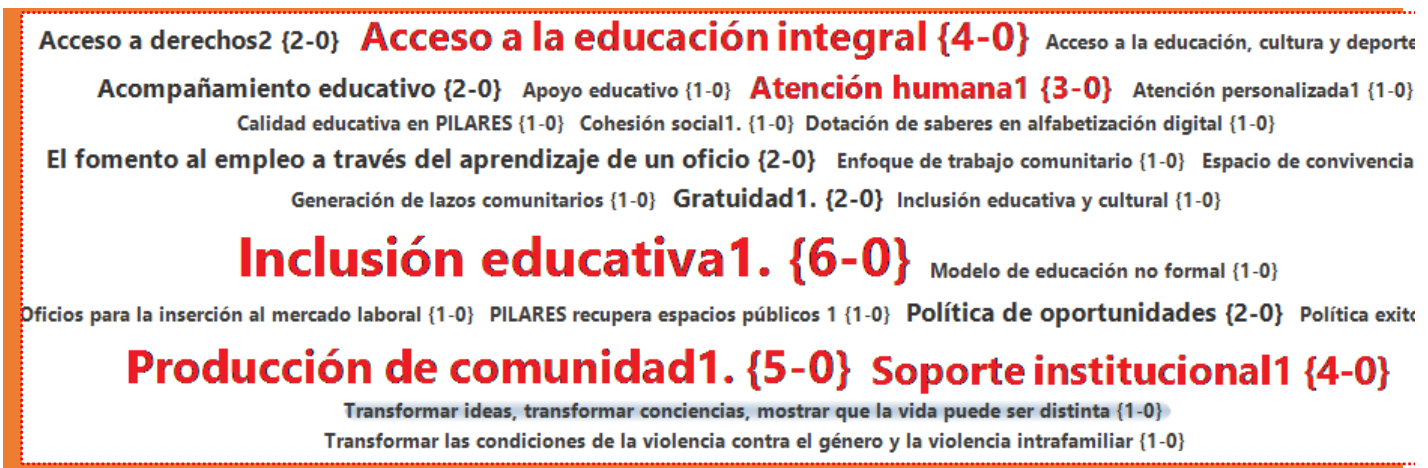 Acceso a derechos2 {2-0} Acceso a la educación integral {4-0} Acceso a la educación, cultura y deporte
Acompañamiento educativo {2-0} Apoyo educativo {1-0} Atención humana1 {3-0} Atención personalizada1 {1-0}
Calidad educativa en PILARES {1-0} Cohesión social1. {1-0} Dotación de saberes en alfabetización digital {1-0}
El fomento al empleo a través del aprendizaje de un oficio {2-0} Enfoque de trabajo comunitario {1-0} Espacio de convivencia
Generación de lazos comunitarios {1-0} Gratuidad1. {2-0} Inclusión educativa y cultural {1-0}
Inclusión educativa1. {6-0} Modelo de educación no formal {1-0}
Oficios para la inserción al mercado laboral {1-0} PILARES recupera espacios públicos 1 {1-0} Política de oportunidades {2-0} Política
Producción de comunidad1. {5-0} Soporte institucional1 {4-0}
Transformar ideas, transformar conciencias, mostrar que la vida puede ser distinta {1-0}
Transformar las condiciones de la violencia contra el género y la violencia intrafamiliar {1-0}